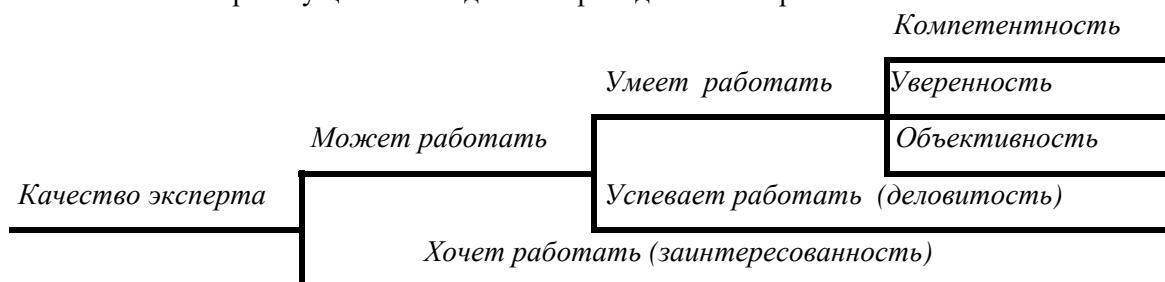 Компетентность
Умеет работать
Уверенность
Может работать
Объективность
Качество эксперта
Успевает работать (деловитость)
Хочет работать (заинтересованность)